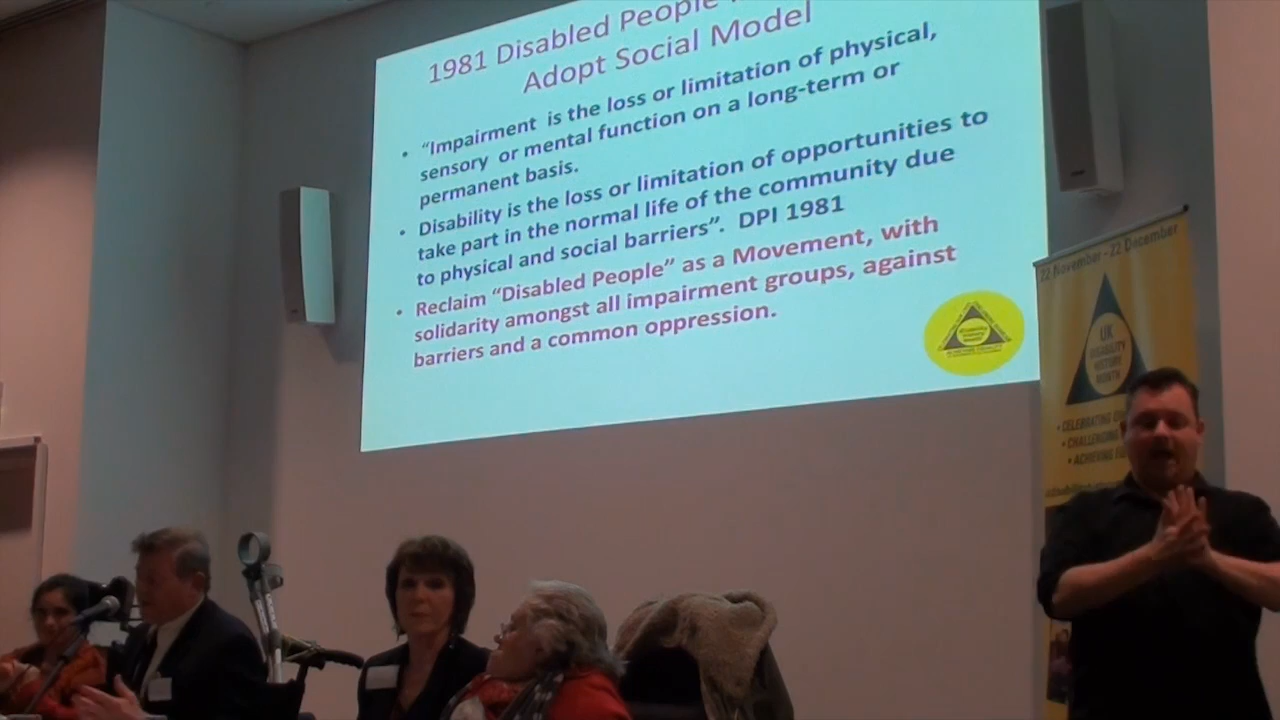 1981 Disabled People
Adopt Social Model
• “Impairment is the loss or limitation of physical,
sensory or mental function on a long-term or
permanent basis.
• Disability is the loss or limitation of opportunities to
take part in the normal life of the community due
to physical and social barriers”. DPI 1981
• Reclaim “Disabled People” as a Movement, with
solidarity amongst all impairment groups, against
barriers and a common oppression.
22 November - 22 December
UK
DISABILITY
HISTORY
MONTH
• CELEBRATING
• CHALLENGING
• ACHIEVING